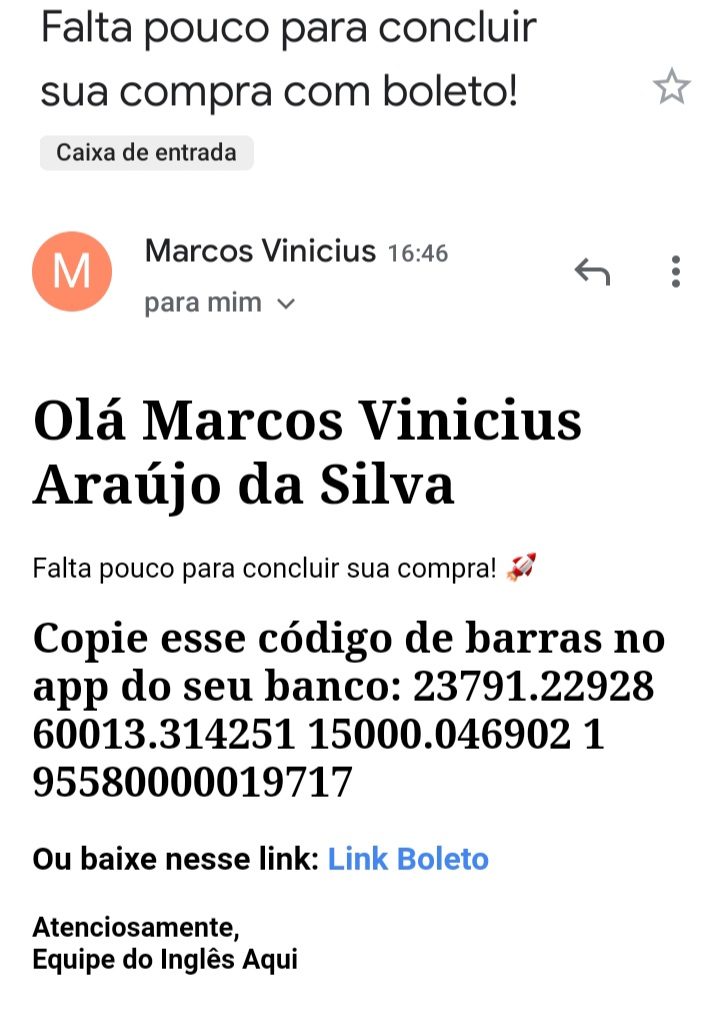 Falta pouco para concluir
sua compra com boleto!
Caixa de entrada
M
Marcos Vinicius 16:46
para mim
Olá Marcos Vinicius
Araújo da Silva
Falta pouco para concluir sua compra! 🚀
Copie esse código de barras no
app do seu banco: 23791.22928
60013.314251 15000.046902 1
95580000019717
Ou baixe nesse link: Link Boleto
Atenciosamente,
Equipe do Inglês Aqui